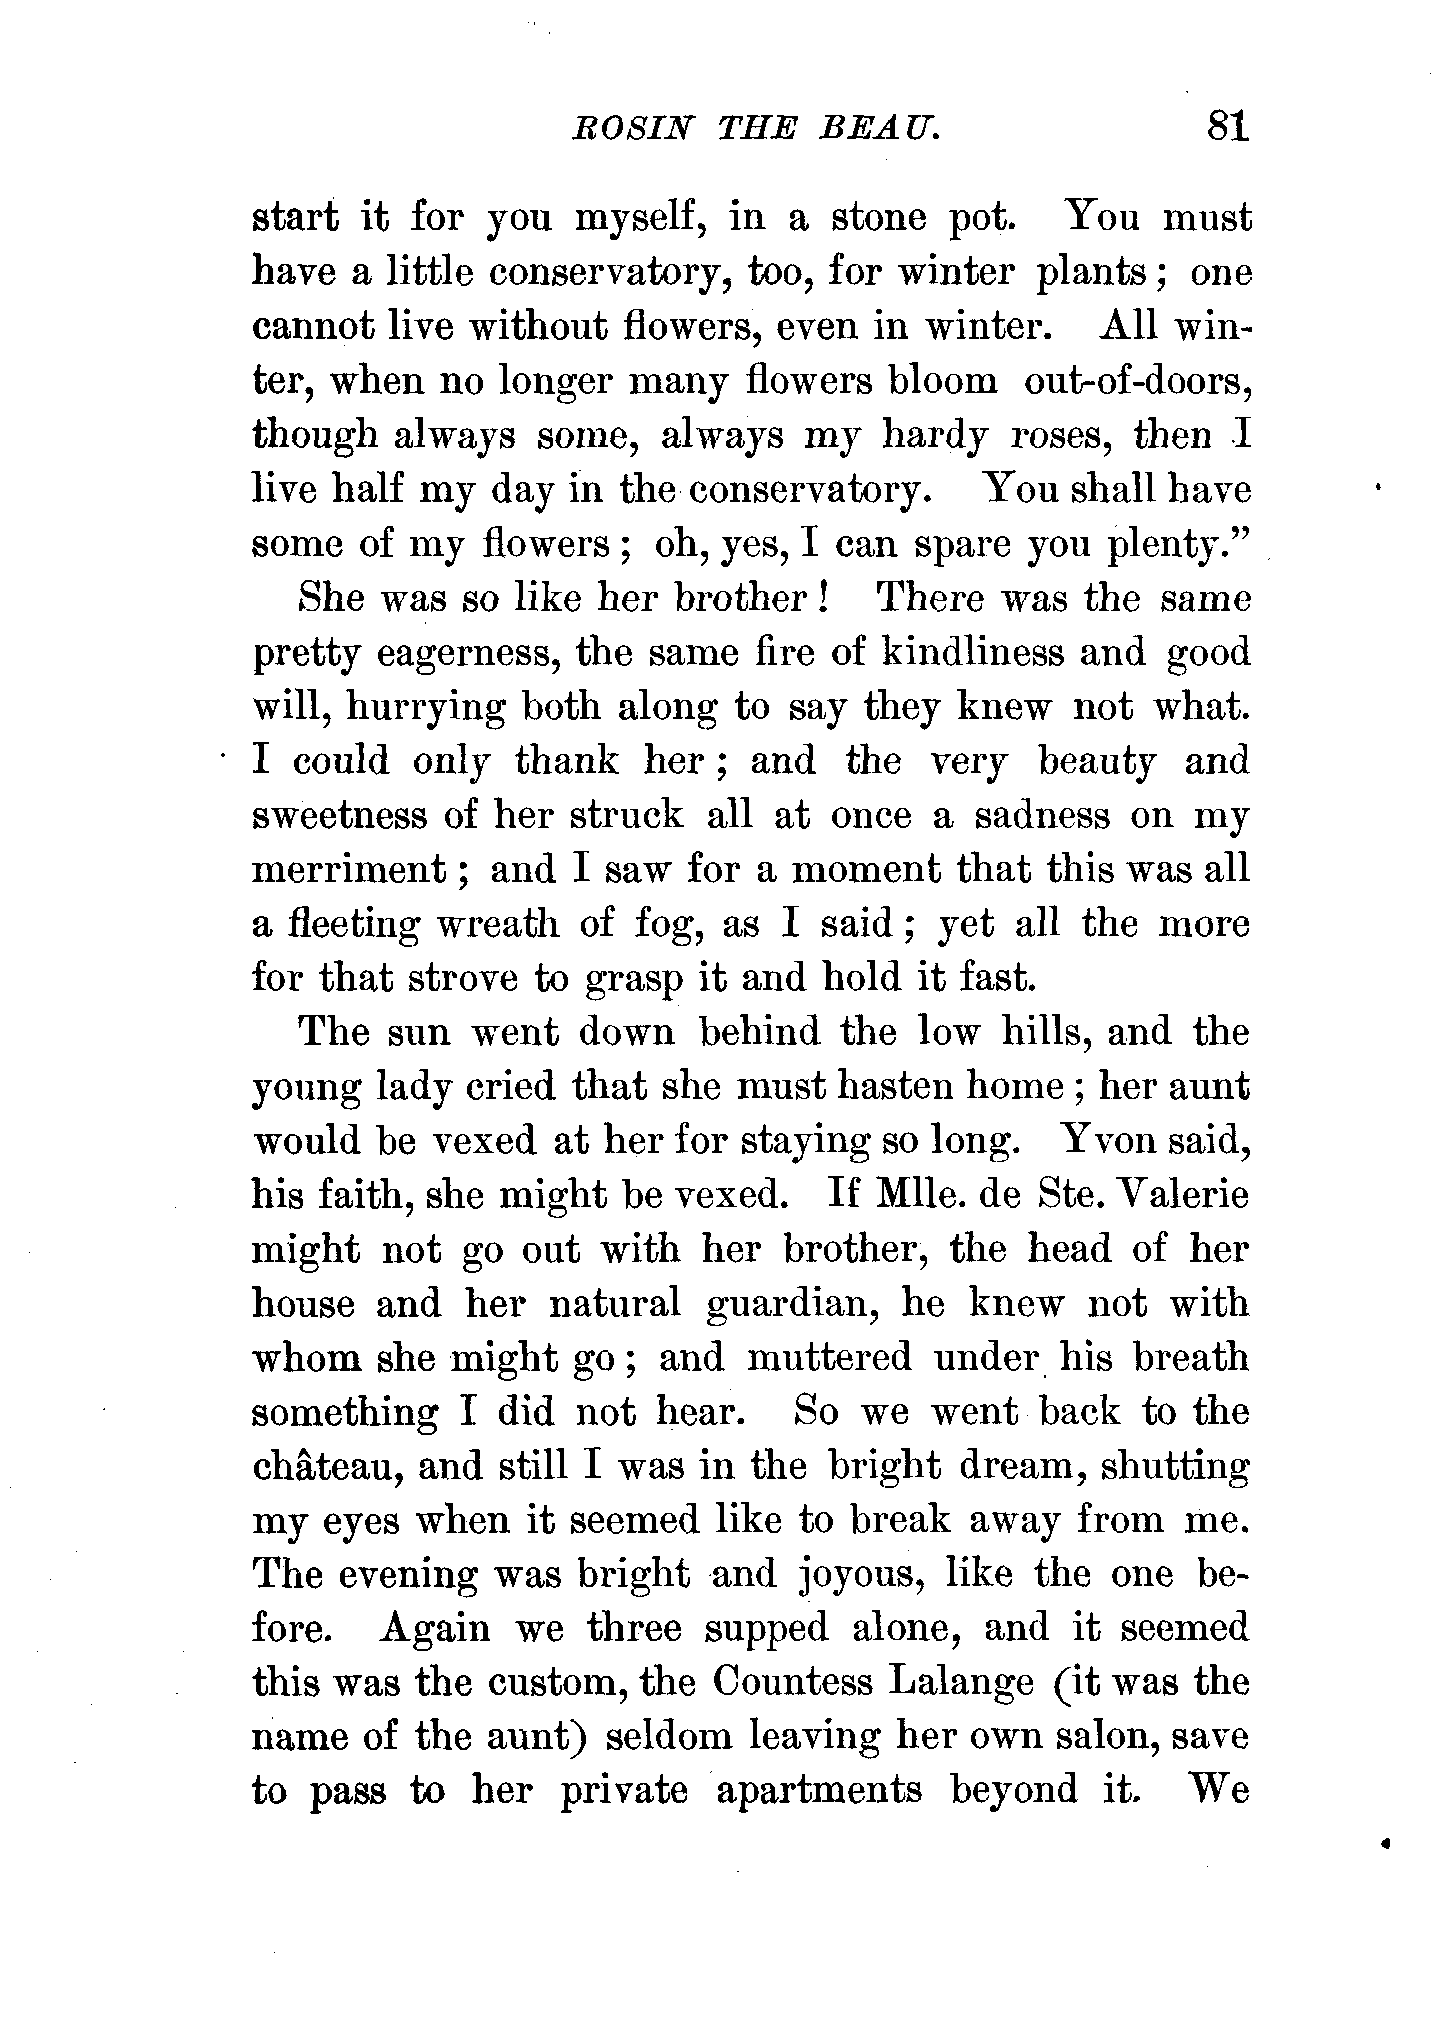 ROSIN THE BEAU. 81
start it for you myself, in a stone pot. You must
have a little conservatory, too, for winter plants; one
cannot live without flowers, even in winter. All win-
ter, when no longer many flowers bloom out-of-doors,
though always some, always my hardy roses, then I
live half my day in the conservatory. You shall have
some of my flowers; oh, yes, I can spare you plenty.”
She was so like her brother! There was the same
pretty eagerness, the same fire of kindliness and good
will, hurrying both along to say they knew not what.
I could only thank her; and the very beauty and
sweetness of her struck all at once a sadness on my
merriment; and I saw for a moment that this was all
a fleeting wreath of fog, as I said; yet all the more
for that strove to grasp it and hold it fast.
The sun went down behind the low hills, and the
young lady cried that she must hasten home; her aunt
would be vexed at her for staying so long. Yvon said,
his faith, she might be vexed. If Mlle. de Ste. Valerie
might not go out with her brother, the head of her
house and her natural guardian, he knew not with
whom she might go; and muttered under his breath
something I did not hear. So we went back to the
château, and still I was in the bright dream, shutting
my eyes when it seemed like to break away from me.
The evening was bright and joyous, like the one be-
fore. Again we three supped alone, and it seemed
this was the custom, the Countess Lalange (it was the
name of the aunt) seldom leaving her own salon, save
to pass to her private apartments beyond it. We